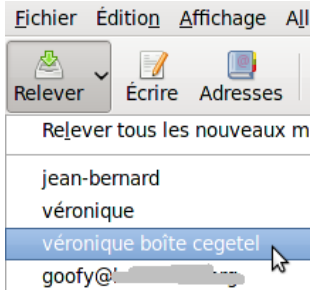 Fichier Édition Affichage
Relever Écrire Adresses
Relever tous les nouveaux
jean-bernard
véronique
véronique boîte cegetel
goofy@